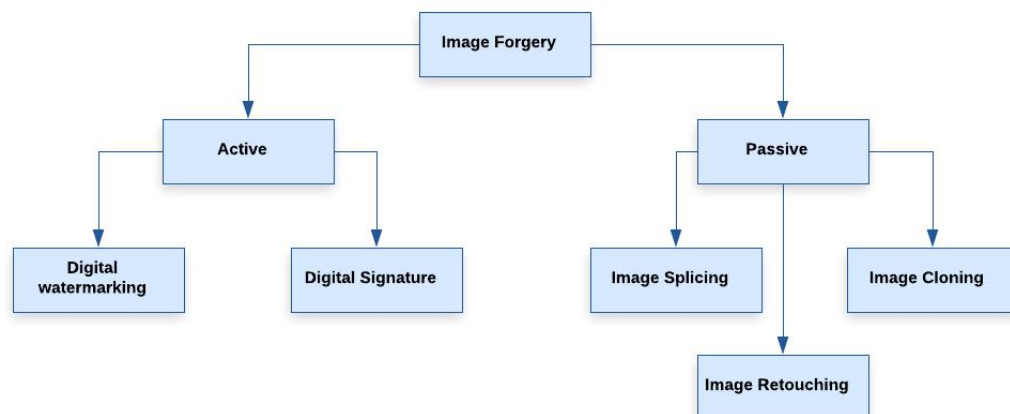 Image Forgery
Active
Passive
Digital
watermarking
Digital Signature
Image Splicing
Image Cloning
Image Retouching